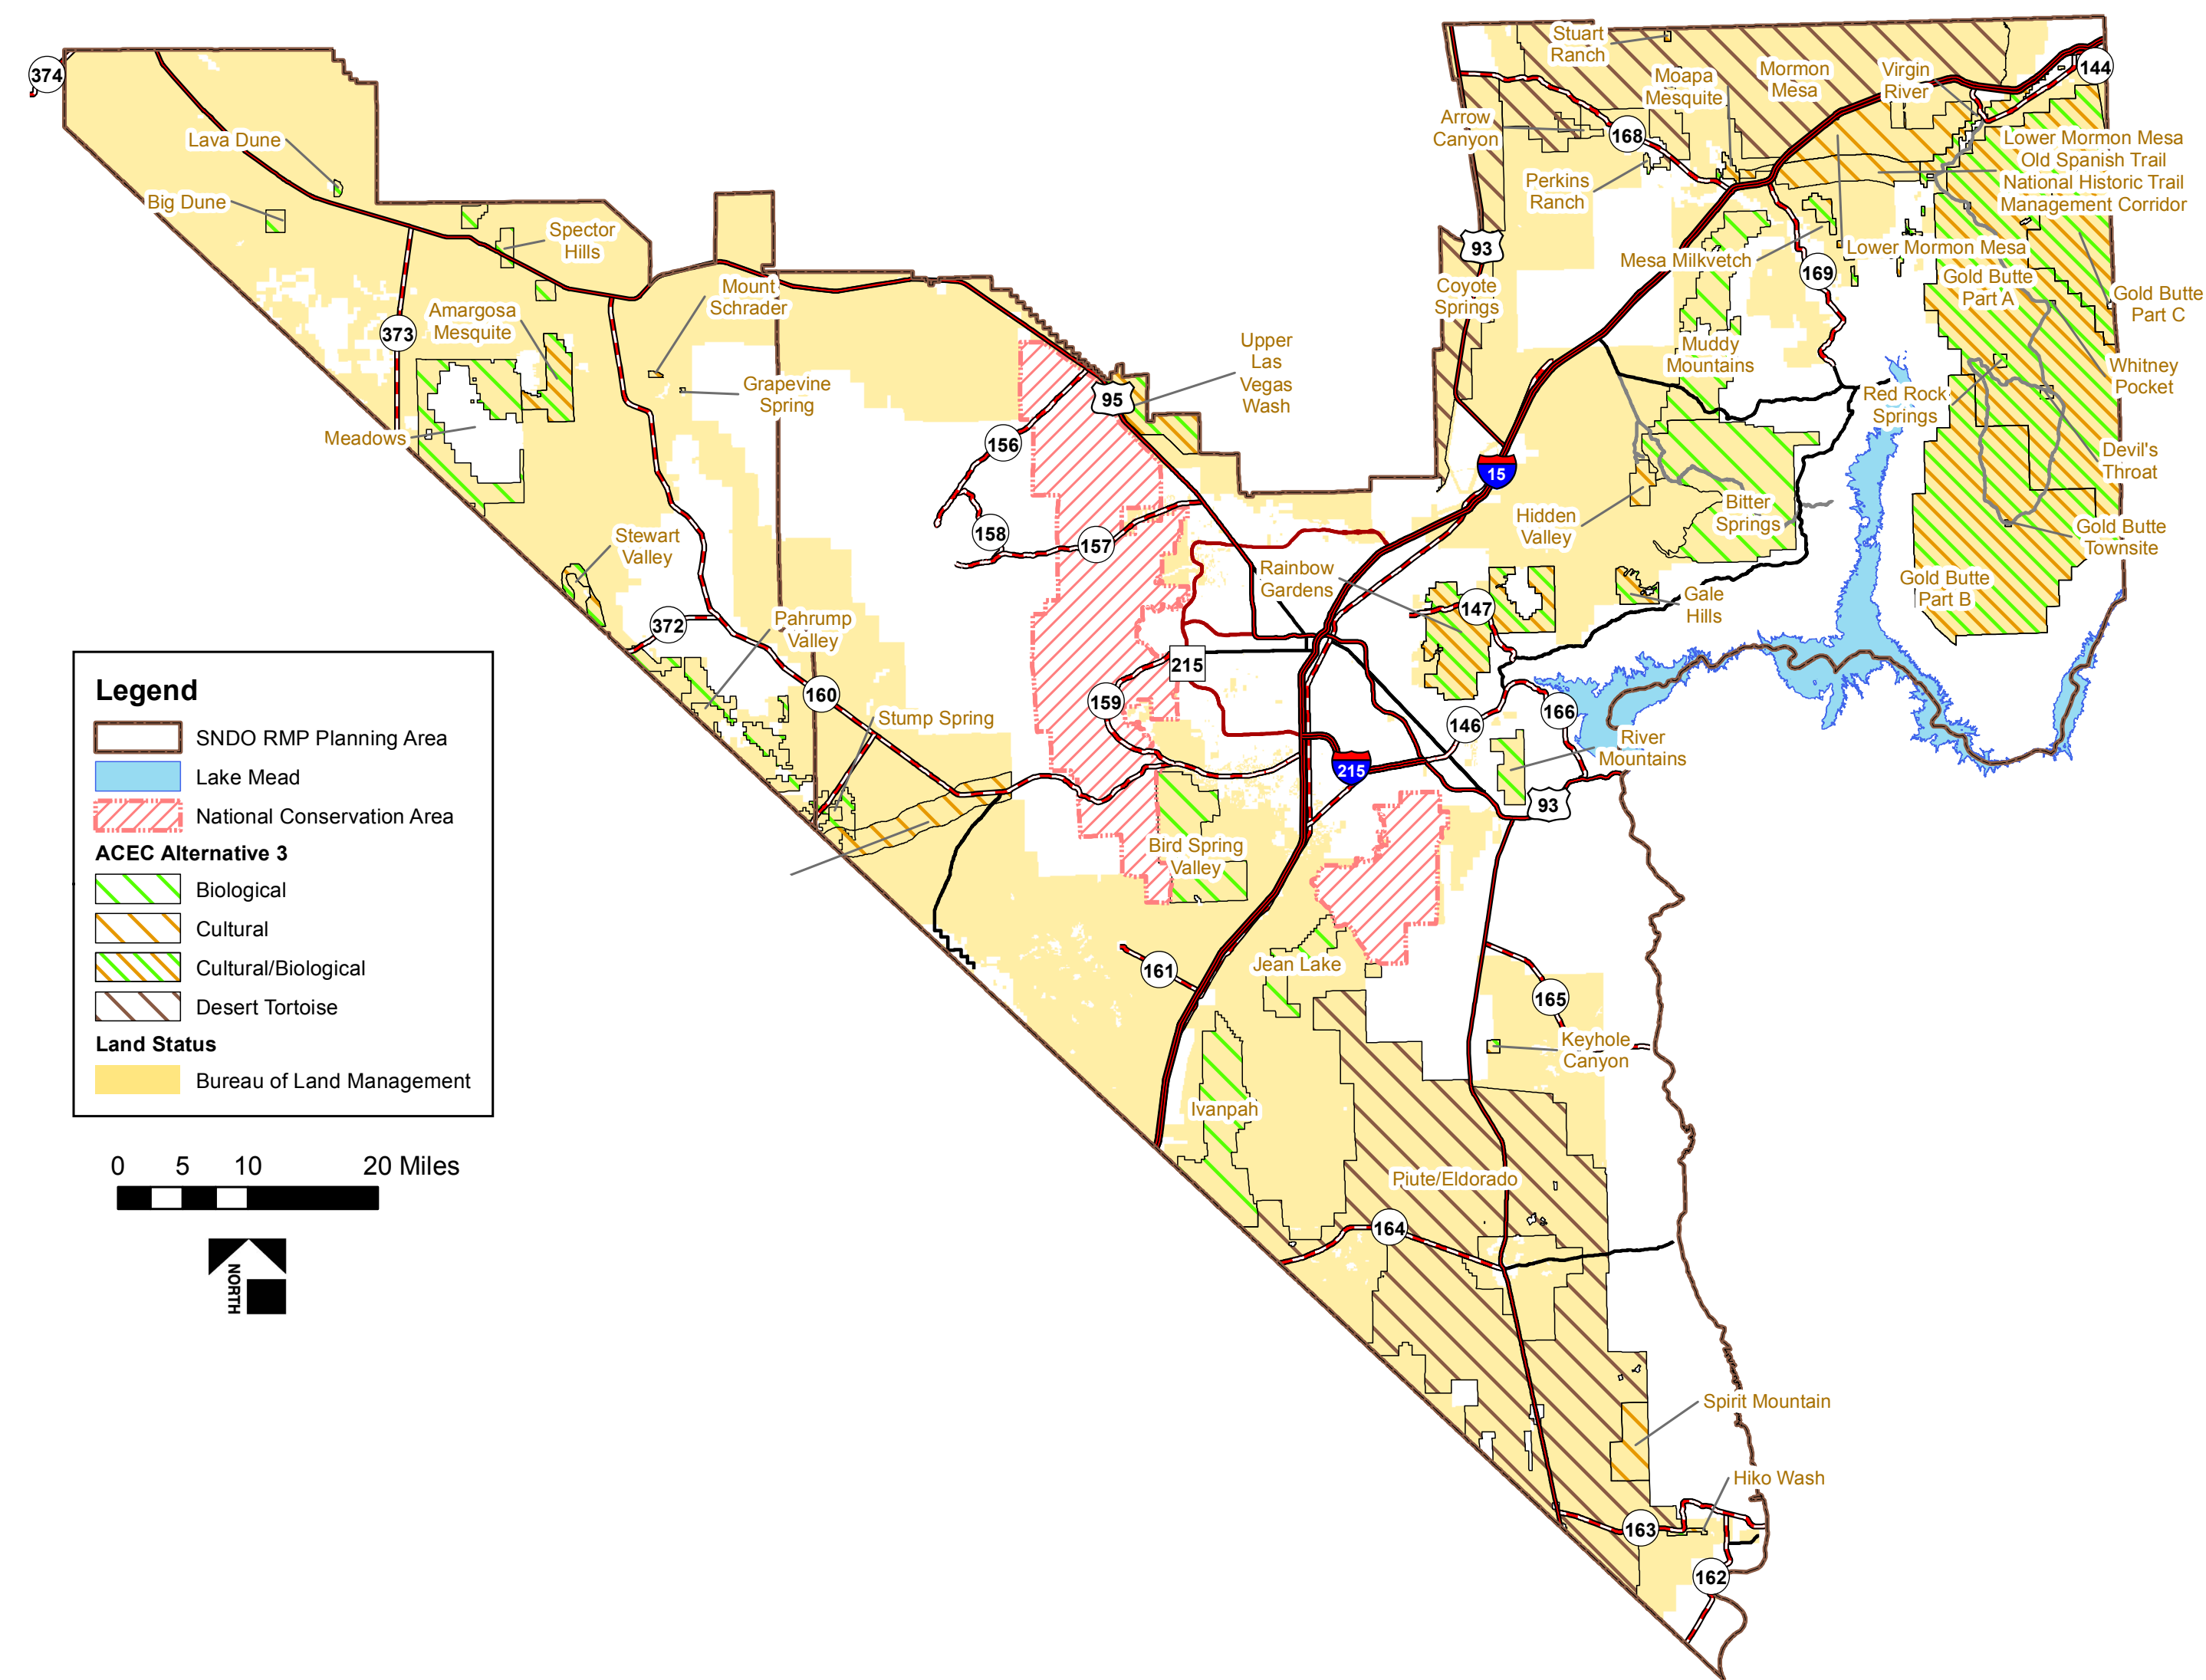 374
144
Stuart
Ranch
Moapa
Mesquite
Mormon
Mesa
Virgin
River
Arrow
Canyon
168
Lower Mormon Mesa
Old Spanish Trail
National Historic Trail
Management Corridor
Lava Dune
Big Dune
Perkins
Ranch
Spector
Hills
93
Mesa Milkvetch
Lower Mormon Mesa
169
Gold Butte
Part A
Gold Butte
Part C
Coyote
Springs
Mount
Schrader
Amargosa
Mesquite
373
Upper
Las
Vegas
Wash
Muddy
Mountains
Whitney
Pocket
Grapevine
Spring
95
Red Rock
Springs
Meadows
156
15
Devil's
Throat
Bitter
Springs
Hidden
Valley
Gold Butte
Townsite
158
157
Stewart
Valley
Rainbow
Gardens
147
Gale
Hills
Gold Butte
Part B
372
Pahrump
Valley
215
160
159
Stump Spring
146
166
River
Mountains
215
93
Bird Spring
Valley
161
Jean Lake
165
Keyhole
Canyon
Ivanpah
Piute/Eldorado
164
Spirit Mountain
Hiko Wash
163
162
Legend
SNDO RMP Planning Area
Lake Mead
National Conservation Area
ACEC Alternative 3
Biological
Cultural
Cultural/Biological
Desert Tortoise
Land Status
Bureau of Land Management
0 5 10 20 Miles
NORTH